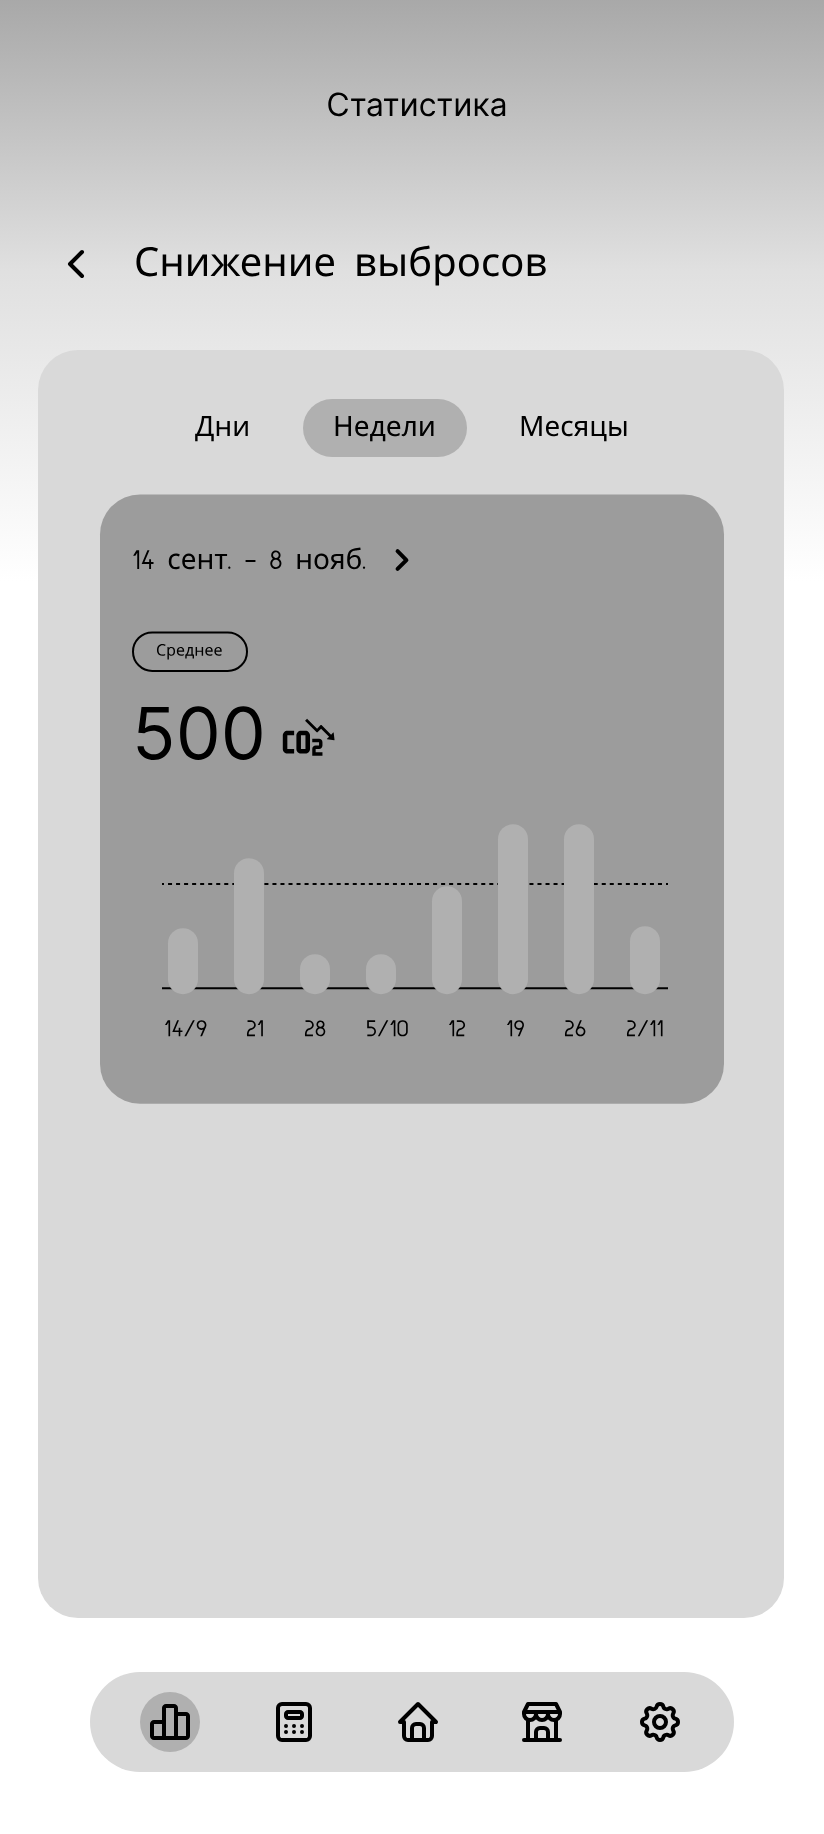 Статистика
Снижение выбросов
Дни Недели Месяцы
14 сент. - 8 нояб.
Среднее
500 CO2
14/9 21 28 5/10 12 19 26 2/11